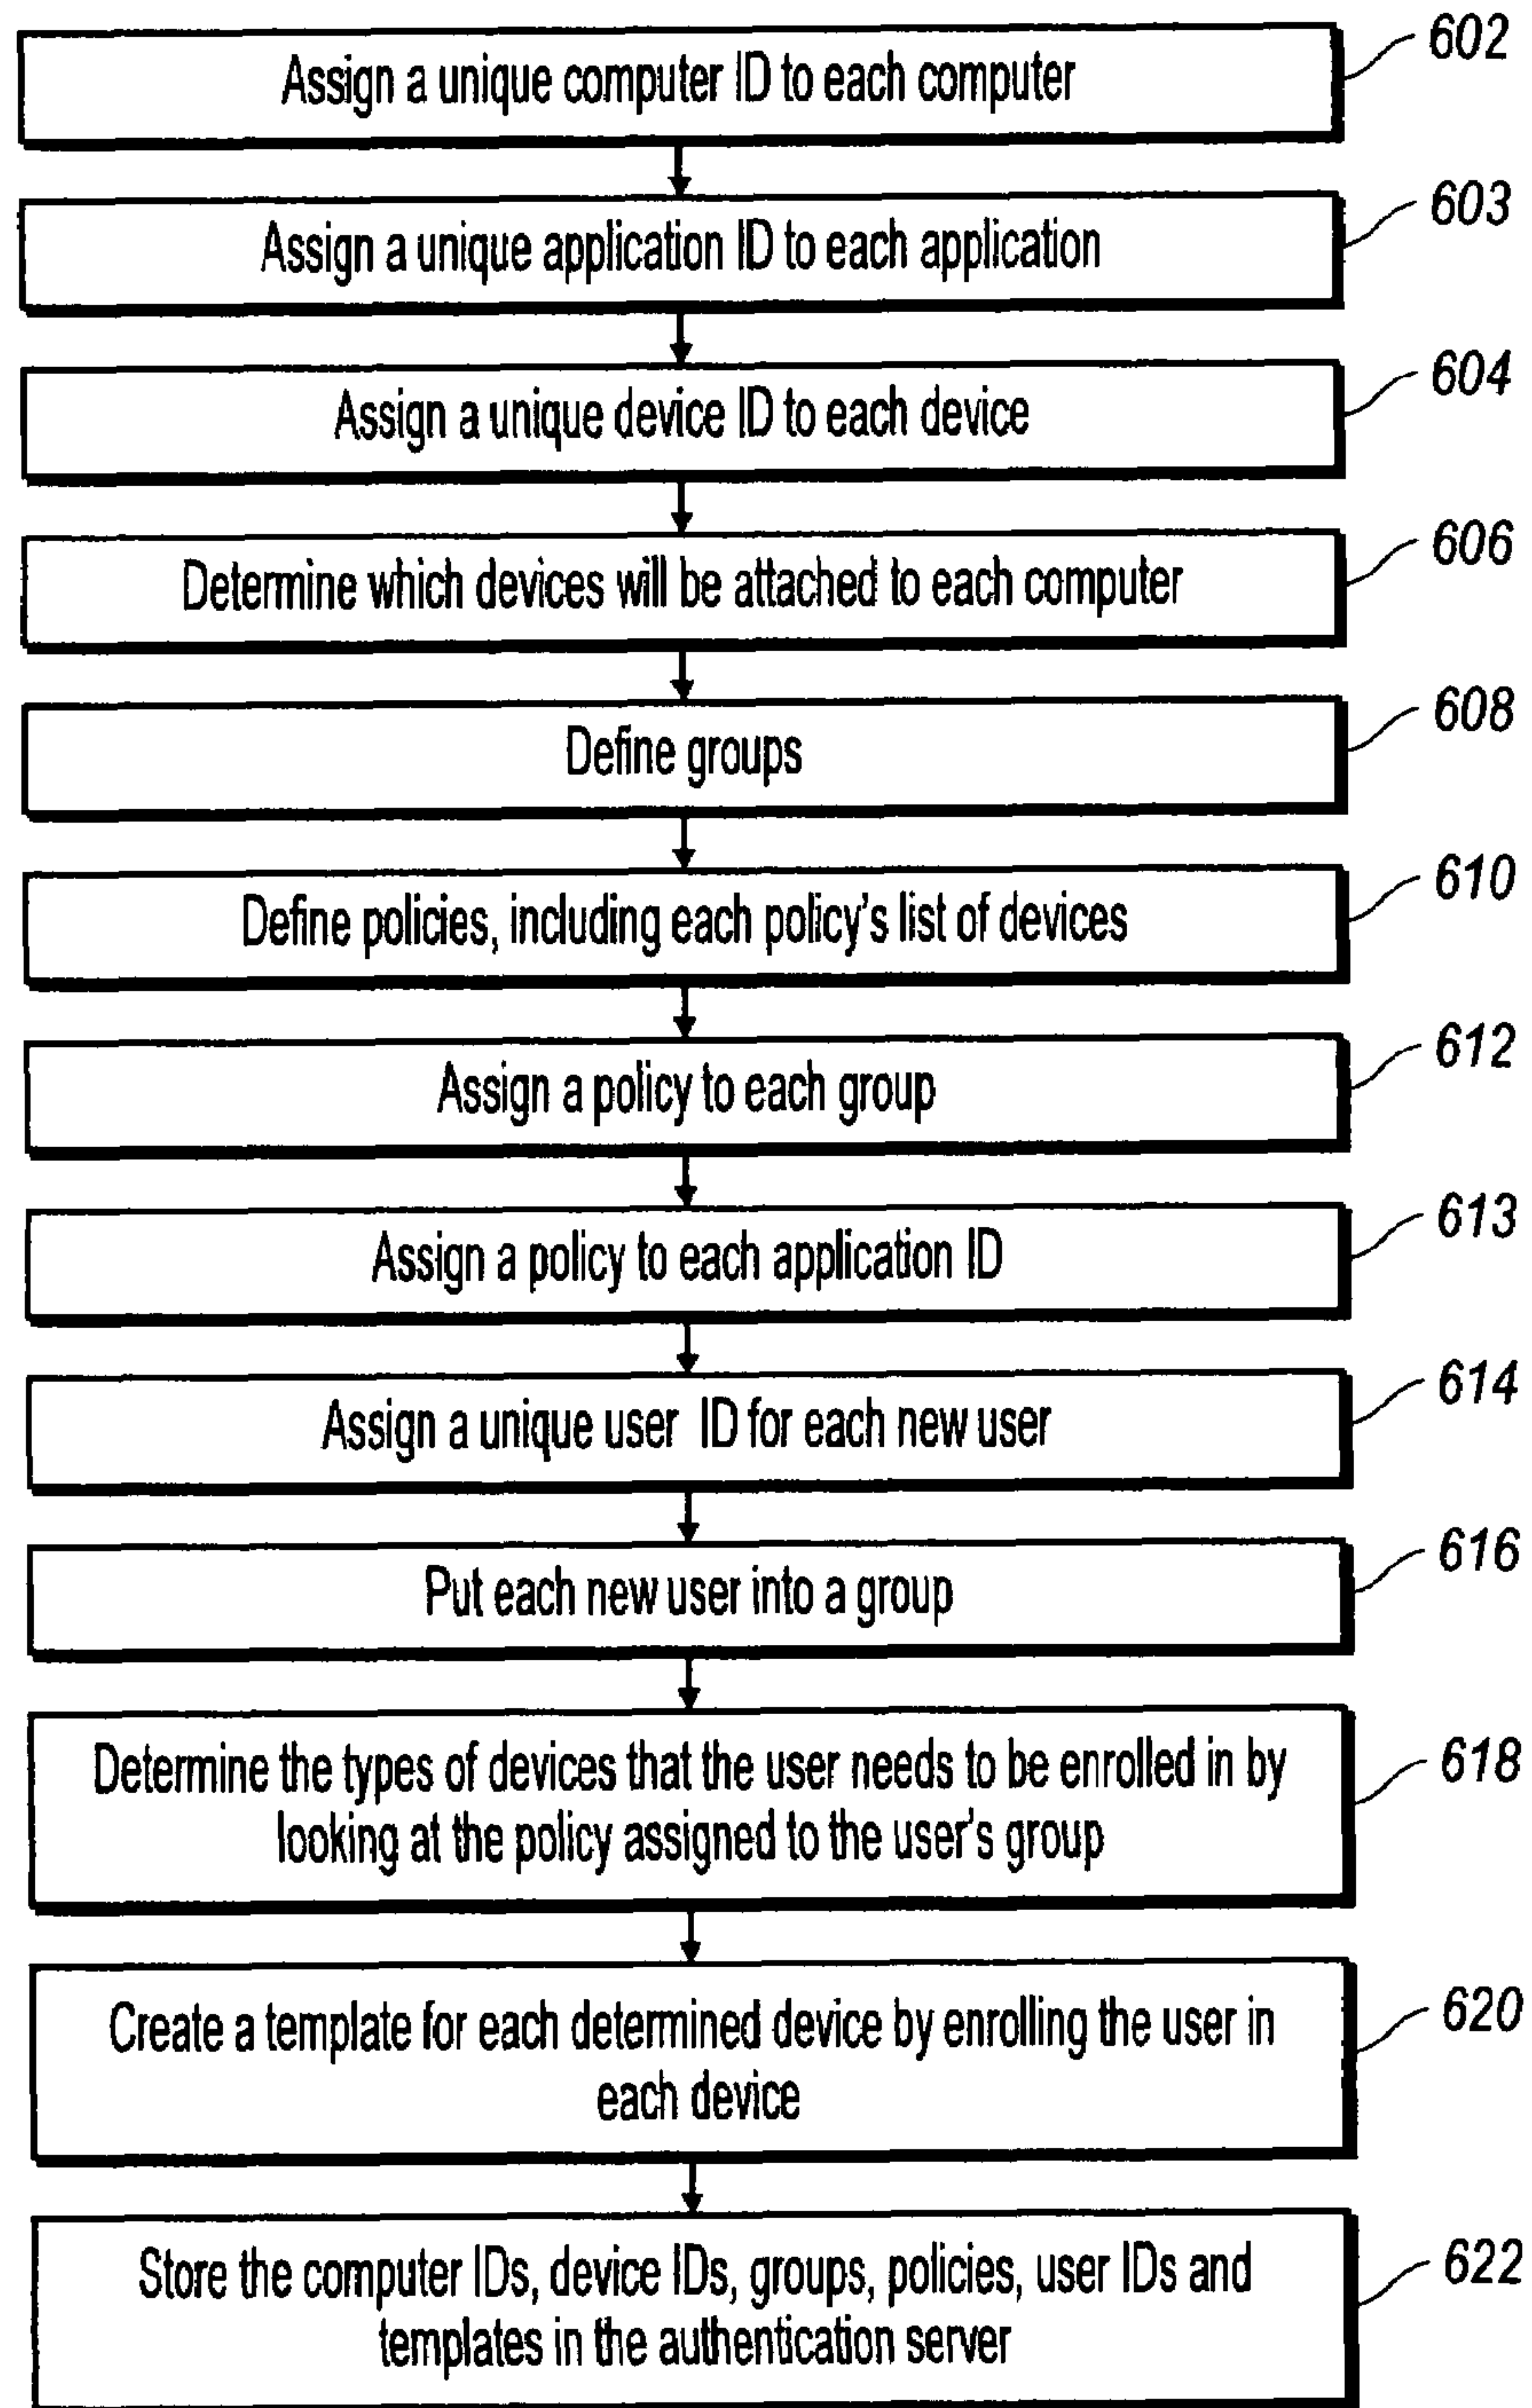 Assign a unique computer ID to each computer
602
Assign a unique application ID to each application
603
Assign a unique device ID to each device
604
Determine which devices will be attached to each computer
606
Define groups
608
Define policies, including each policy's list of devices
610
Assign a policy to each group
612
Assign a policy to each application ID
613
Assign a unique user ID for each new user
614
Put each new user into a group
616
Determine the types of devices that the user needs to be enrolled in by
looking at the policy assigned to the user's group
618
Create a template for each determined device by enrolling the user in
each device
620
Store the computer IDs, device IDs, groups, policies, user IDs and
templates in the authentication server
622